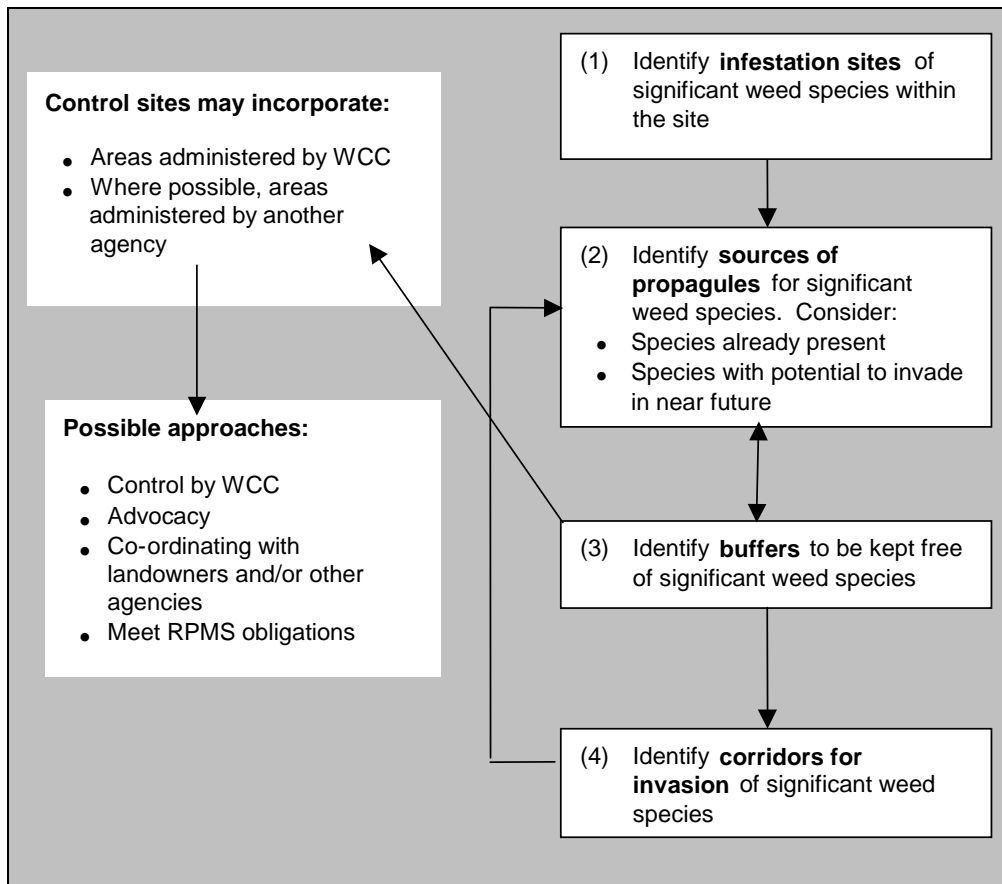 Control sites may incorporate:
• Areas administered by WCC
• Where possible, areas
administered by another
agency
Possible approaches:
• Control by WCC
• Advocacy
• Co-ordinating with
landowners and/or other
agencies
• Meet RPMS obligations
(1) Identify infestation sites of
significant weed species within
the site
(2) Identify sources of
propagules for significant
weed species. Consider:
• Species already present
• Species with potential to invade
in near future
(3) Identify buffers to be kept free
of significant weed species
(4) Identify corridors for
invasion of significant weed
species